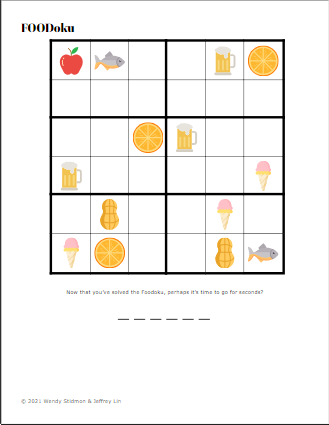 FOODoku
Now that you've solved the Foodoku, perhaps it's time to go for seconds?
© 2021 Wendy Stidmon & Jeffrey Lin